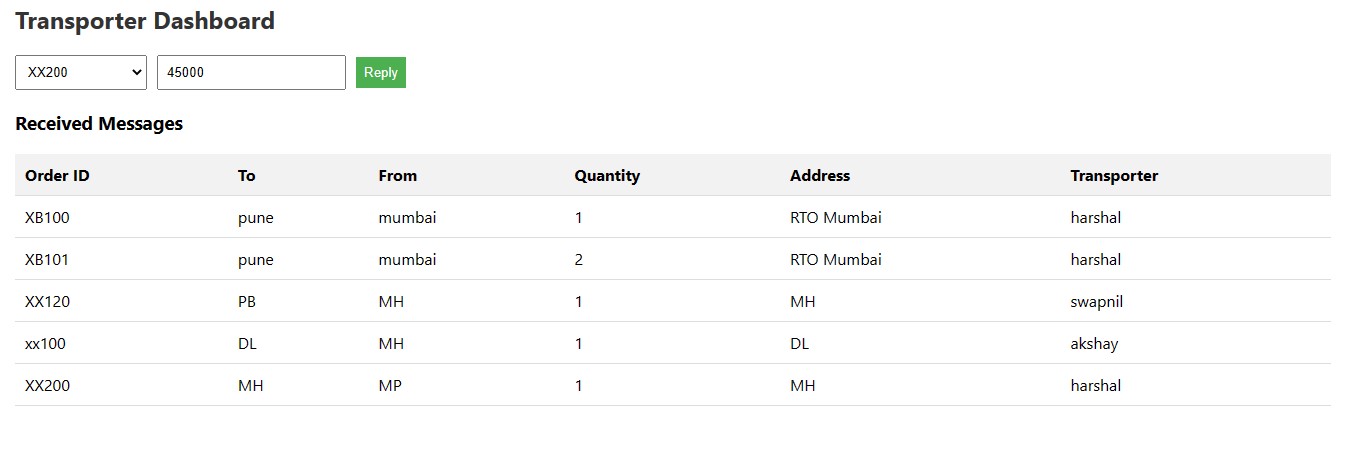 Transporter Dashboard
XX200 45000 Reply
Received Messages
Order ID To From Quantity Address Transporter
XB100 pune mumbai 1 RTO Mumbai harshal
XB101 pune mumbai 2 RTO Mumbai harshal
XX120 PB MH 1 MH swapnil
xx100 DL MH 1 DL akshay
XX200 MH MP 1 MH harshal